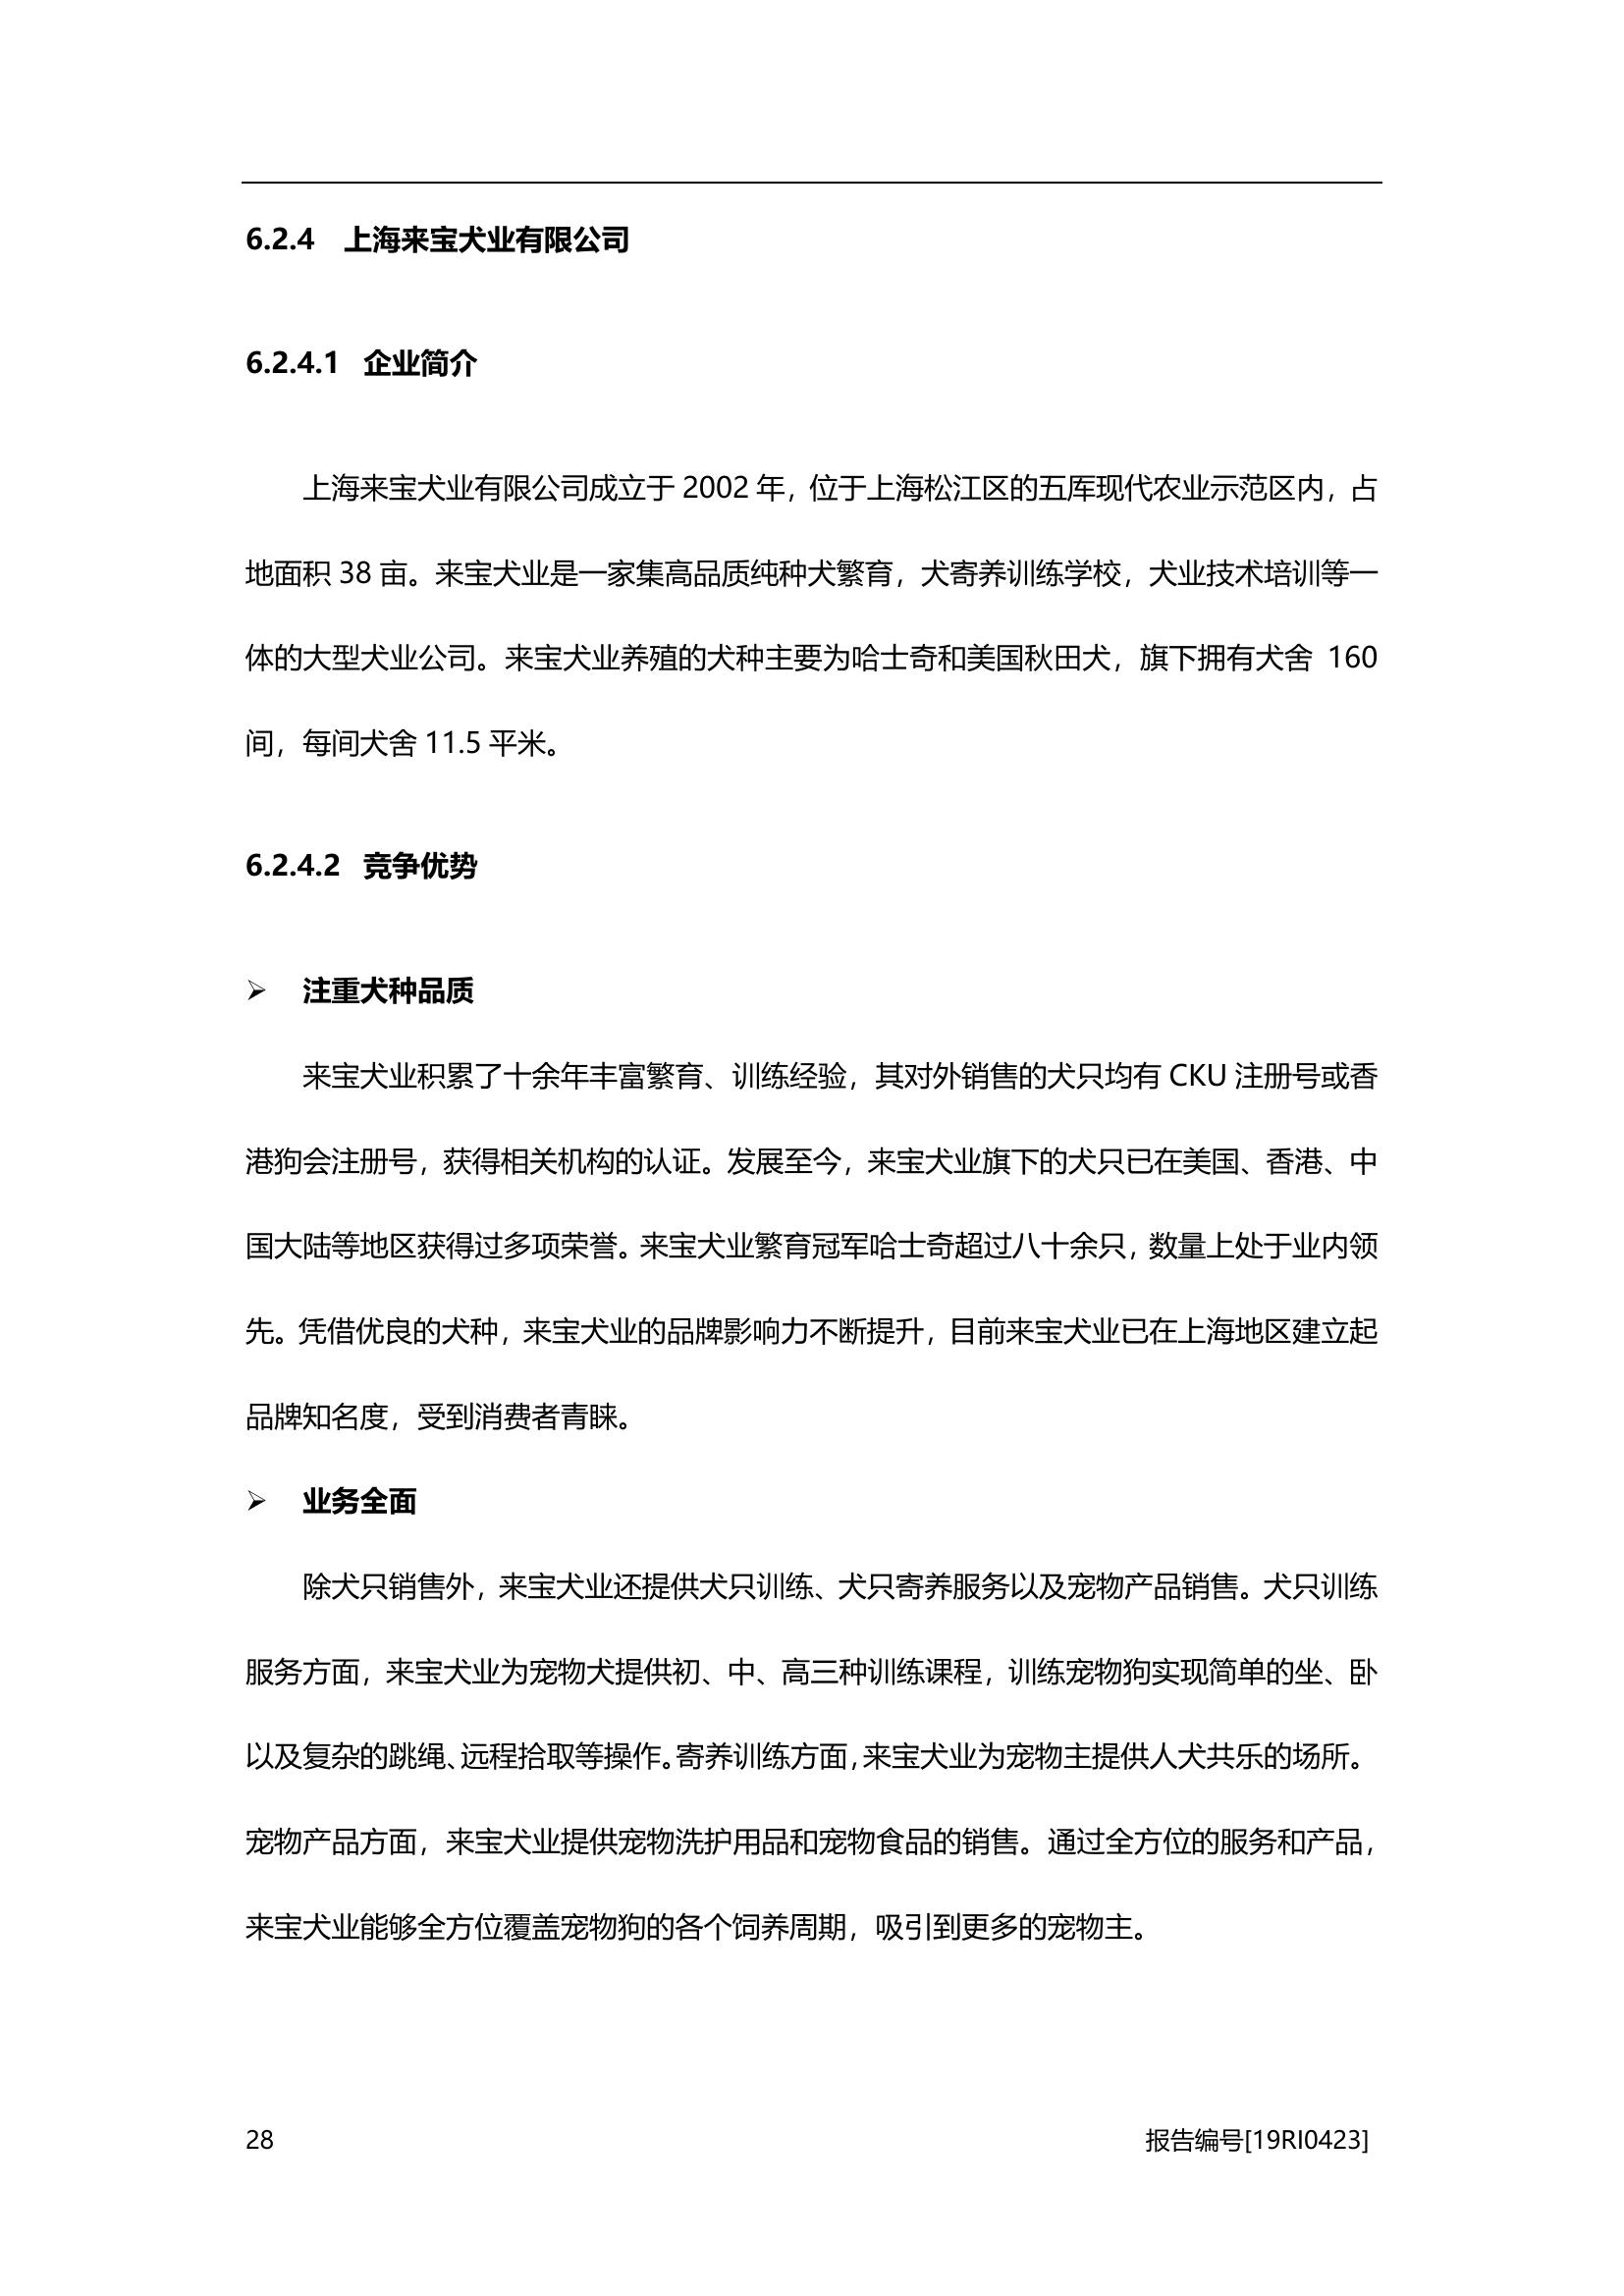 6.2.4 上海来宝犬业有限公司
6.2.4.1 企业简介
上海来宝犬业有限公司成立于 2002 年，位于上海松江区的五厍现代农业示范区内，占
地面积 38 亩。来宝犬业是一家集高品质纯种犬繁育，犬寄养训练学校，犬业技术培训等一
体的大型犬业公司。来宝犬业养殖的犬种主要为哈士奇和美国秋田犬，旗下拥有犬舍 160
间，每间犬舍 11.5 平米。
6.2.4.2 竞争优势
➢ 注重犬种品质
来宝犬业积累了十余年丰富繁育、训练经验，其对外销售的犬只均有 CKU 注册号或香
港狗会注册号，获得相关机构的认证。发展至今，来宝犬业旗下的犬只已在美国、香港、中
国大陆等地区获得过多项荣誉。来宝犬业繁育冠军哈士奇超过八十余只，数量上处于业内领
先。凭借优良的犬种，来宝犬业的品牌影响力不断提升，目前来宝犬业已在上海地区建立起
品牌知名度，受到消费者青睐。
➢ 业务全面
除犬只销售外，来宝犬业还提供犬只训练、犬只寄养服务以及宠物产品销售。犬只训练
服务方面，来宝犬业为宠物犬提供初、中、高三种训练课程，训练宠物狗实现简单的坐、卧
以及复杂的跳绳、远程拾取等操作。寄养训练方面，来宝犬业为宠物主提供人犬共乐的场所。
宠物产品方面，来宝犬业提供宠物洗护用品和宠物食品的销售。通过全方位的服务和产品，
来宝犬业能够全方位覆盖宠物狗的各个饲养周期，吸引到更多的宠物主。
28 报告编号[19RI0423]